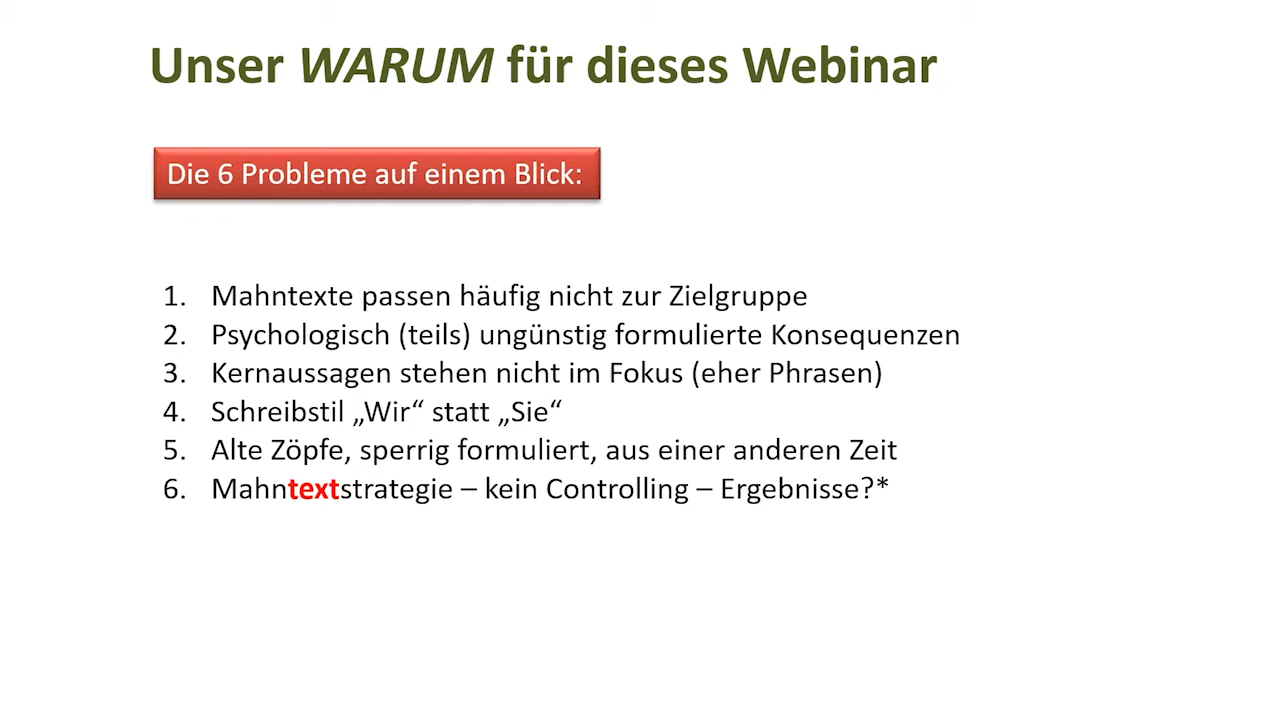 Unser WARUM für dieses Webinar
Die 6 Probleme auf einem Blick:
1. Mahntexte passen häufig nicht zur Zielgruppe
2. Psychologisch (teils) ungünstig formulierte Konsequenzen
3. Kernaussagen stehen nicht im Fokus (eher Phrasen)
4. Schreibstil „Wir“ statt „Sie“
5. Alte Zöpfe, sperrig formuliert, aus einer anderen Zeit
6. Mahntextstrategie – kein Controlling – Ergebnisse?*